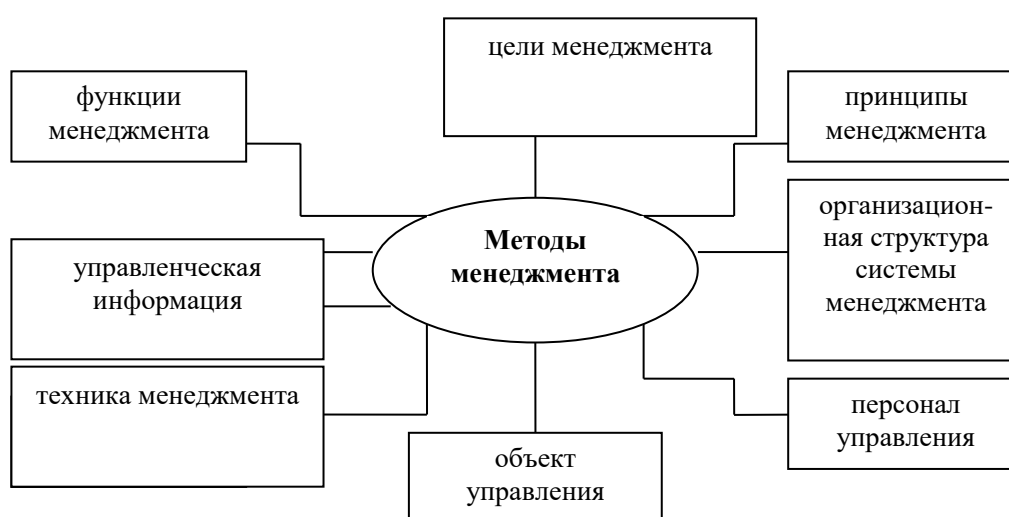 цели менеджмента
функции
менеджмента
принципы
менеджмента
Методы
менеджмента
организацион-
ная структура
системы
менеджмента
управленческая
информация
техника менеджмента
персонал
управления
объект
управления